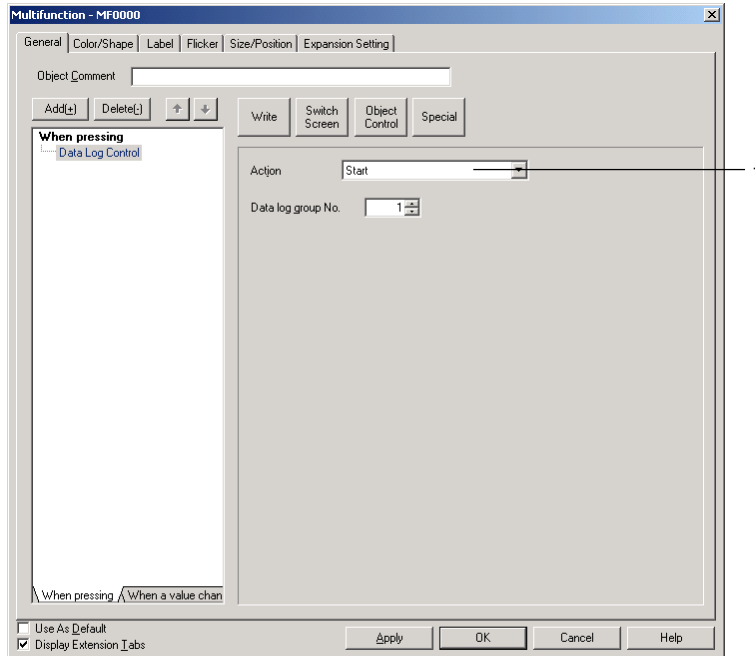 Multifunction - MF0000
General
Color/Shape
Label
Flicker
Size/Position
Expansion Setting
Object Comment
Add(+)
Delete(-)
Write
Switch
Screen
Object
Control
Special
When pressing
Data Log Control
Action
Start
Data log group No.
1
When pressing
When a value chan
Use As Default
Display Extension Tabs
Apply
OK
Cancel
Help